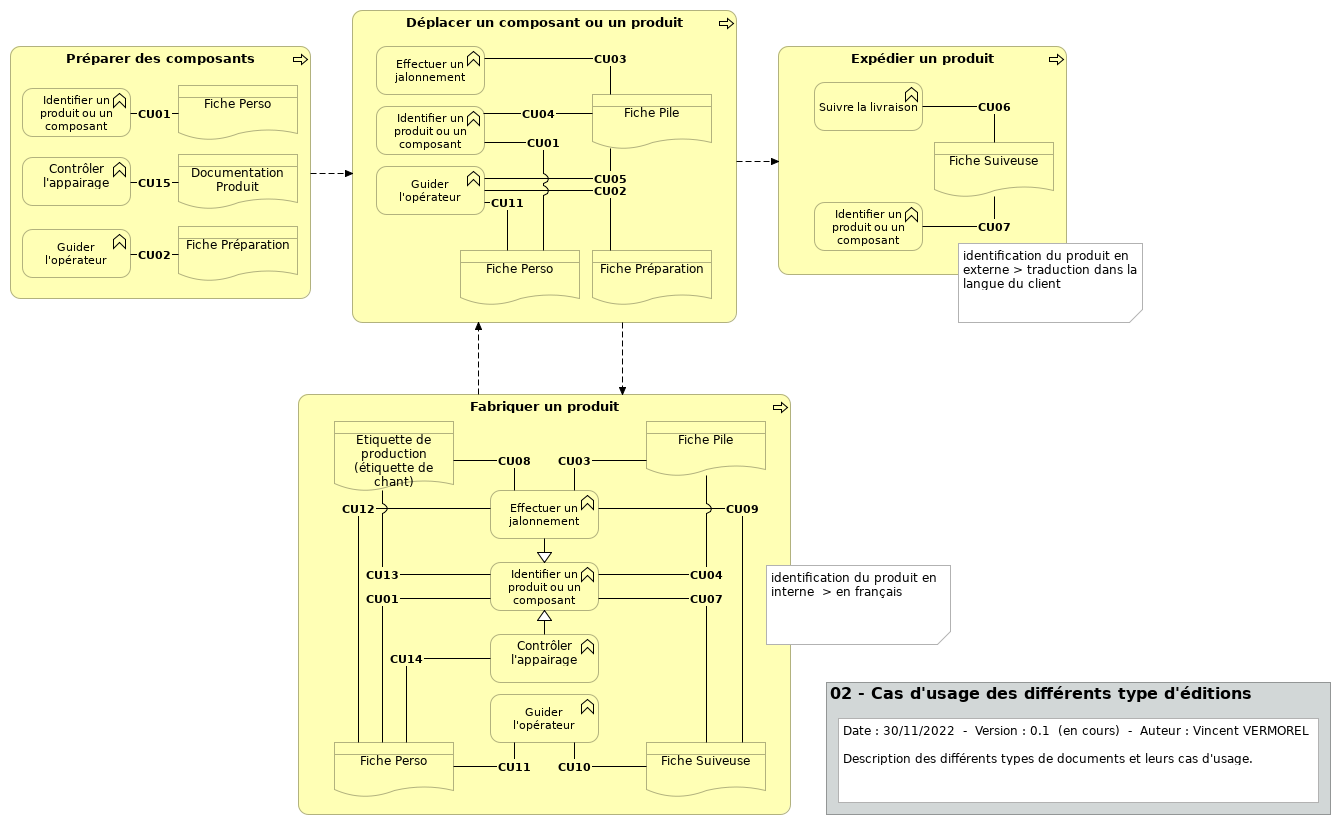 Préparer des composants
Identifier un
produit ou un
composant
CU01
Fiche Perso
Contrôler
l'appairage
CU15
Documentation
Produit
Guider
l'opérateur
CU02
Fiche Préparation
Déplacer un composant ou un produit
Effectuer un
jalonnement
CU03
Identifier un
produit ou un
composant
CU04
Fiche Pile
CU01
Guider
l'opérateur
CU05
CU02
CU11
Fiche Perso
Fiche Préparation
Expédier un produit
Suivre la livraison
CU06
Fiche Suiveuse
Identifier un
produit ou un
composant
CU07
identification du produit en
externe > traduction dans la
langue du client
Fabriquer un produit
Etiquette de
production
(étiquette de
chant)
CU08
CU03
Fiche Pile
CU12
Effectuer un
jalonnement
CU09
CU13
Identifier un
produit ou un
composant
CU04
CU01
CU07
CU14
Contrôler
l'appairage
Guider
l'opérateur
Fiche Perso
CU11
CU10
Fiche Suiveuse
identification du produit en
interne  > en français
02 - Cas d'usage des différents type d'éditions
Date : 30/11/2022  -  Version : 0.1  (en cours)  -  Auteur : Vincent VERMOREL
Description des différents types de documents et leurs cas d'usage.